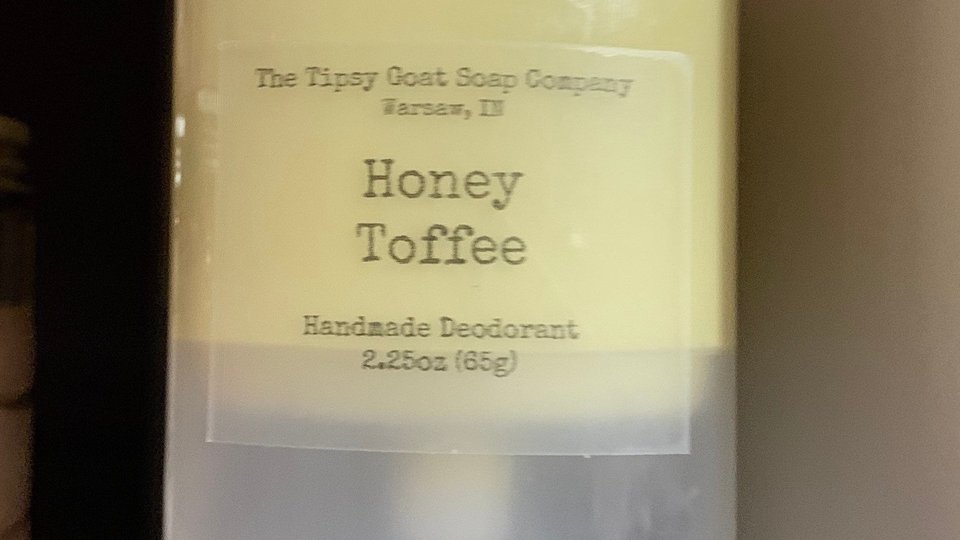 The Tipsy Goat Soap Company
Warsaw, IN
Honey
Toffee
Handmade Deodorant
2.25oz (65g)